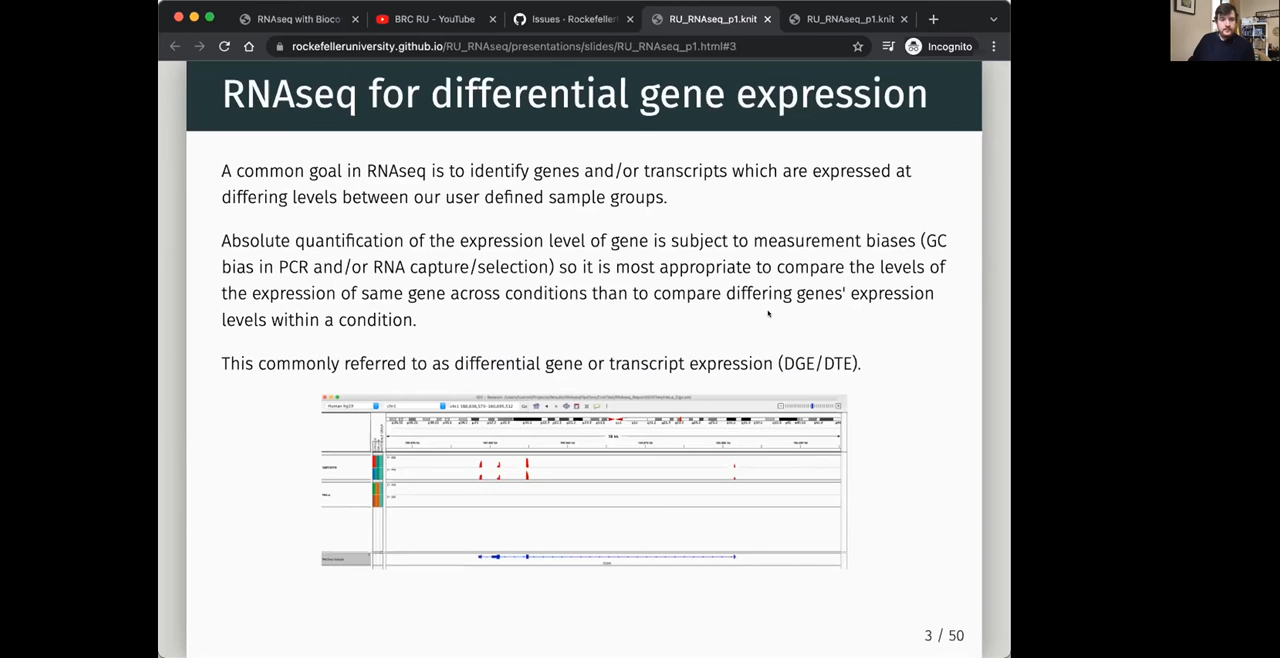 RNAseq with Bioco
BRC RU - YouTube
Issues · Rockefeller
RU_RNAseq_p1.knit
RU_RNAseq_p1.knit
rockefelleruniversity.github.io/RU_RNAseq/presentations/slides/RU_RNAseq_p1.html#3
Incognito
RNAseq for differential gene expression
A common goal in RNAseq is to identify genes and/or transcripts which are expressed at
differing levels between our user defined sample groups.
Absolute quantification of the expression level of gene is subject to measurement biases (GC
bias in PCR and/or RNA capture/selection) so it is most appropriate to compare the levels of
the expression of same gene across conditions than to compare differing genes' expression
levels within a condition.
This commonly referred to as differential gene or transcript expression (DGE/DTE).
Human hg19
chr1
Go
3 / 50